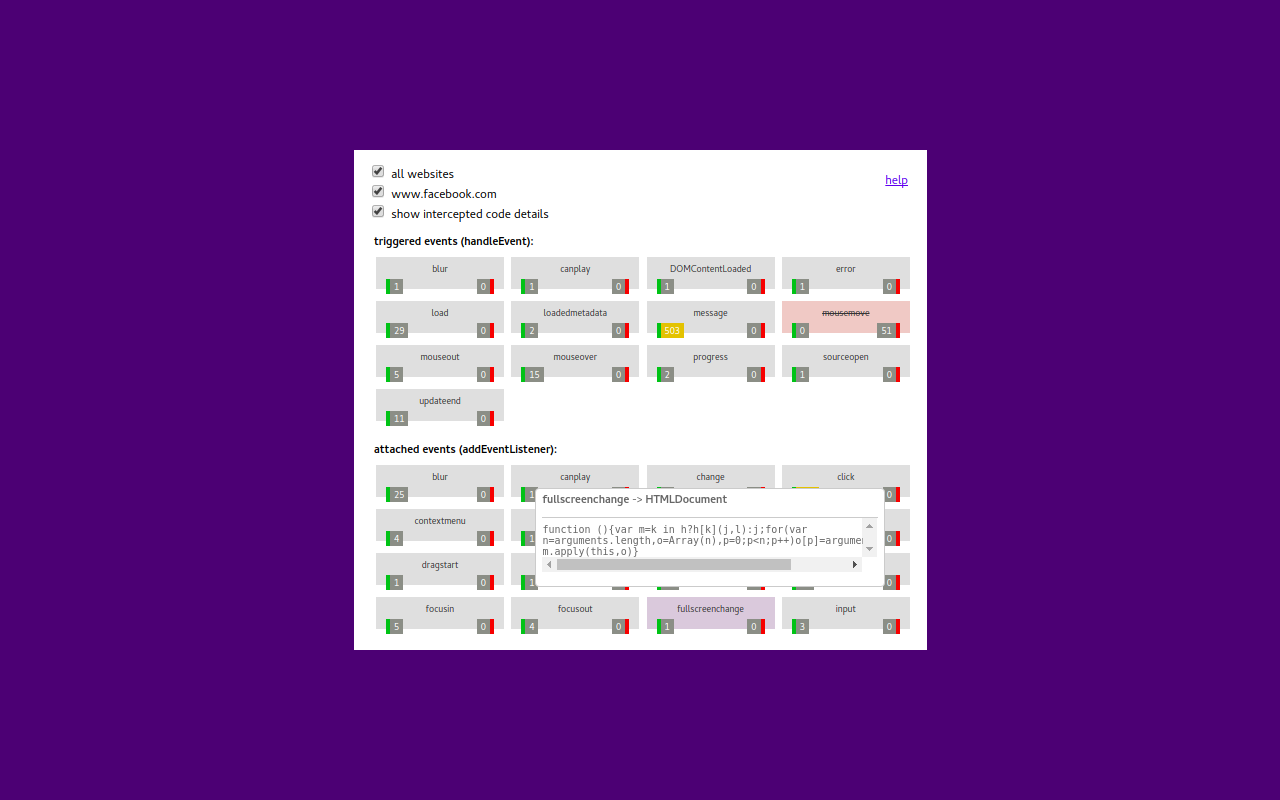 all websites
help
www.facebook.com
show intercepted code details
triggered events (handleEvent):
blur canplay DOMContentLoaded error
1 0 1 0 1 0 1 0
load loadedmetadata message mousemove
29 0 2 0 503 0 0 51
mouseout mouseover progress sourceopen
5 0 15 0 2 0 1 0
updateend
11 0
attached events (addEventListener):
blur canplay change click
25 0 0
fullscreenchange -> HTMLDocument
contextmenu
4 0 0
function (){var m=k in h?h[k](j,l):j;for(var
n=arguments.length,o=Array(n),p=0;p<n;p++)o[p]=argume
m.apply(this,o)}
dragstart
1 0 0
focusin focusout fullscreenchange input
5 0 4 0 1 0 3 0